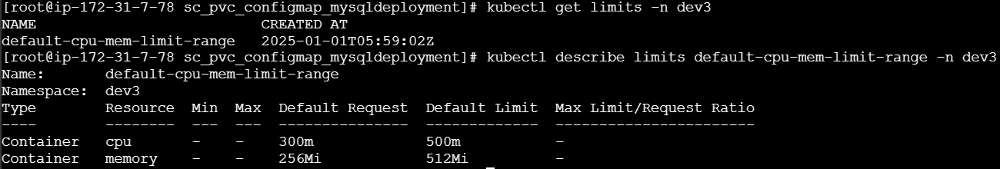 [root@ip-172-31-7-78 sc_pvc_configmap_mysqldeployment]# kubectl get limits -n dev3
NAME                          CREATED AT
default-cpu-mem-limit-range   2025-01-01T05:59:02Z
[root@ip-172-31-7-78 sc_pvc_configmap_mysqldeployment]# kubectl describe limits default-cpu-mem-limit-range -n dev3
Name:       default-cpu-mem-limit-range
Namespace:  dev3
Type        Resource  Min  Max  Default Request  Default Limit  Max Limit/Request Ratio
----        --------  ---  ---  ---------------  -------------  -----------------------
Container   cpu       -    -    300m             500m           -
Container   memory    -    -    256Mi            512Mi          -